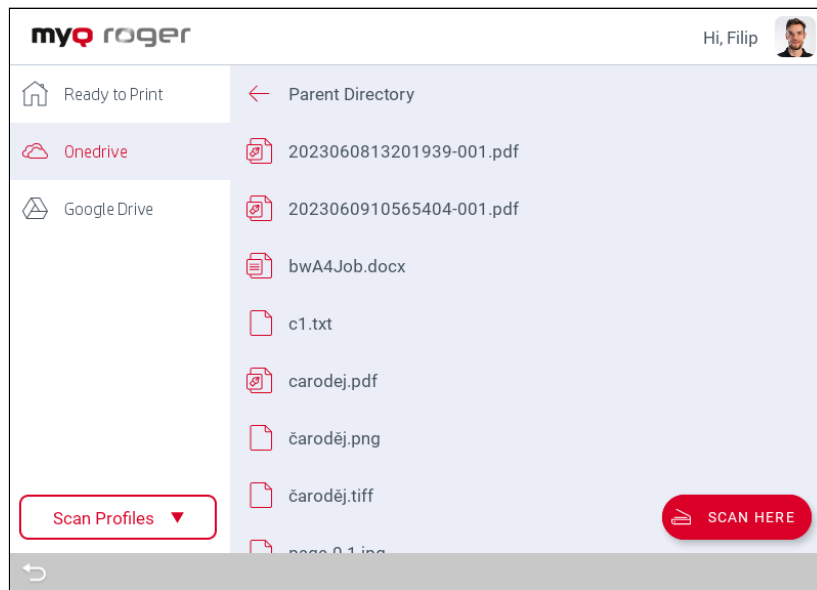 myQ roger
Hi, Filip
Ready to Print
Onedrive
Google Drive
Scan Profiles
Parent Directory
2023060813201939-001.pdf
2023060910565404-001.pdf
bwA4Job.docx
c1.txt
carodej.pdf
čaroděj.png
čaroděj.tiff
SCAN HERE